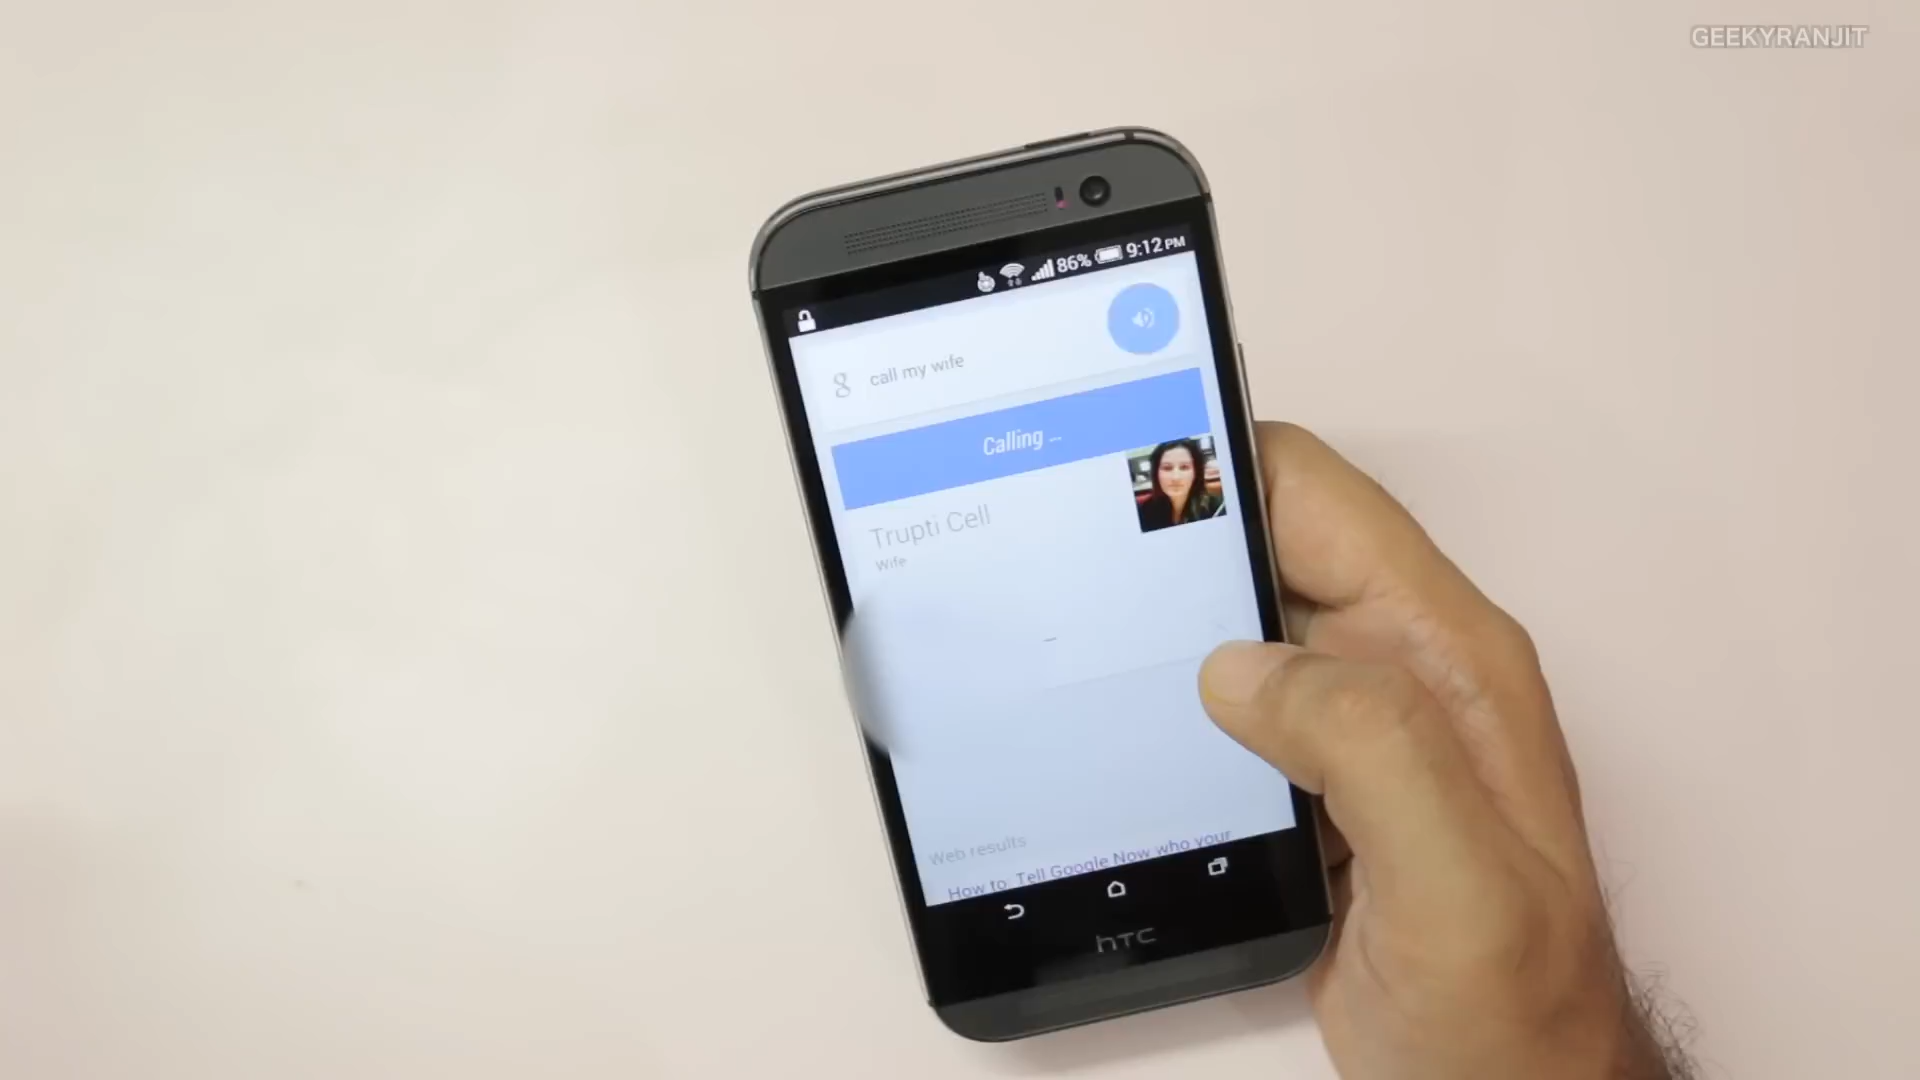 GEEKYRANJIT
86% 9:12 PM
g call my wife
Calling ...
Trupti Cell
Wife
Web results
How to: Tell Google Now who your
hTC